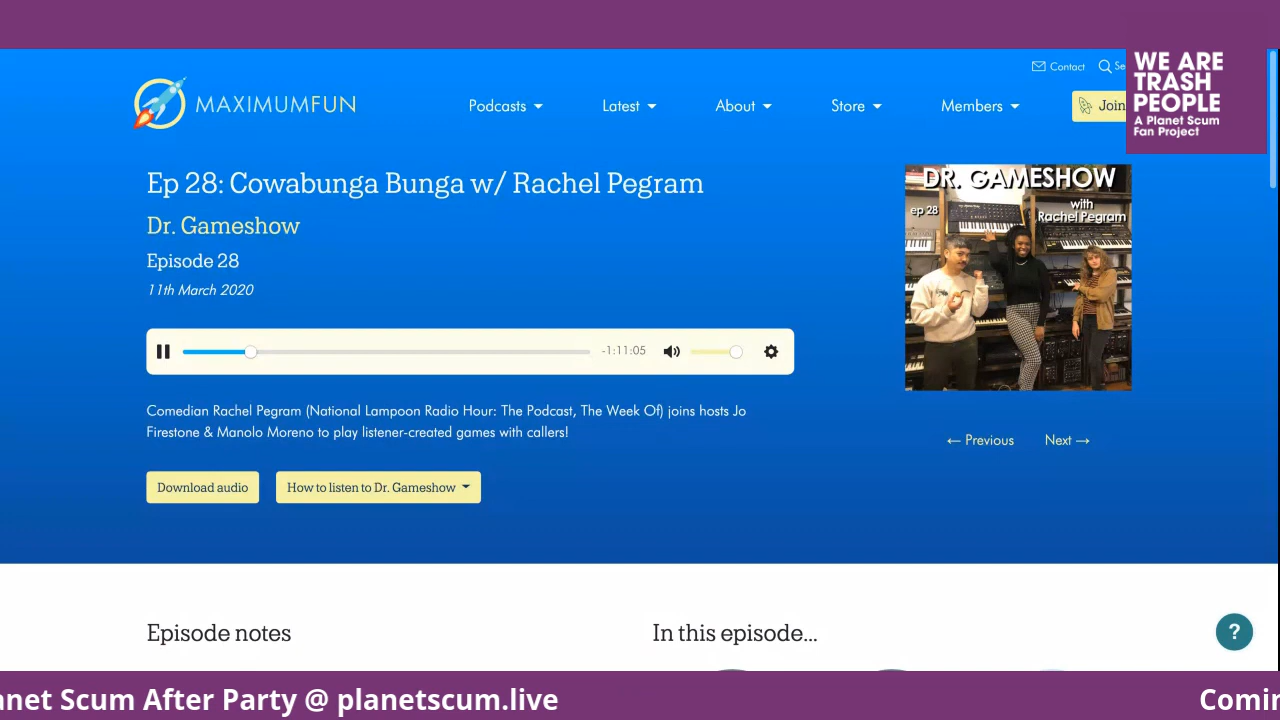 Contact
MAXIMUMFUN
Podcasts
Latest
About
Store
Members
Join
WE ARE
TRASH
PEOPLE
A Planet Scum
Fan Project
Ep 28: Cowabunga Bunga w/ Rachel Pegram
Dr. Gameshow
Episode 28
11th March 2020
-1:11:05
DR. GAMESHOW
ep 28
with
Rachel Pegram
Comedian Rachel Pegram (National Lampoon Radio Hour: The Podcast, The Week Of) joins hosts Jo
Firestone & Manolo Moreno to play listener-created games with callers!
← Previous
Next →
Download audio
How to listen to Dr. Gameshow
Episode notes
In this episode...
?
Scum After Party @ planetscum.live